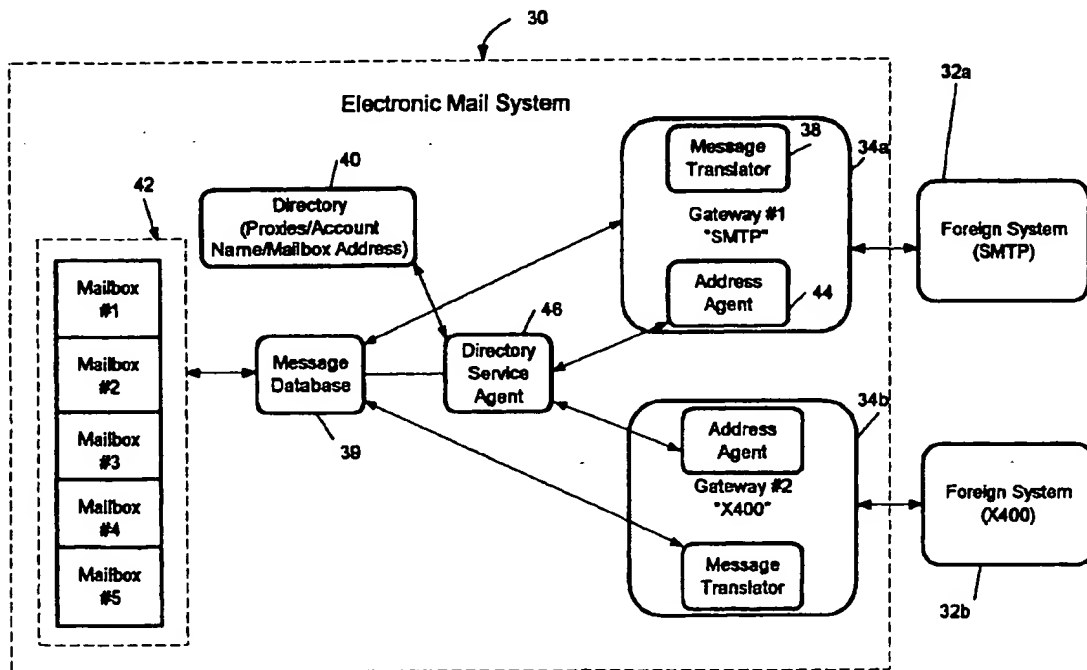 30
32a
Electronic Mail System
38
Message
Translator
34a
40
42
Directory
(Proxies/Account
Name/Mailbox Address)
Gateway #1
"SMTP"
Foreign System
(SMTP)
Mailbox
#1
Address
Agent
44
46
Mailbox
#2
Message
Database
Directory
Service
Agent
34b
39
Mailbox
#3
Address
Agent
Gateway #2
"X400"
Foreign System
(X400)
Mailbox
#4
Mailbox
#5
Message
Translator
32b